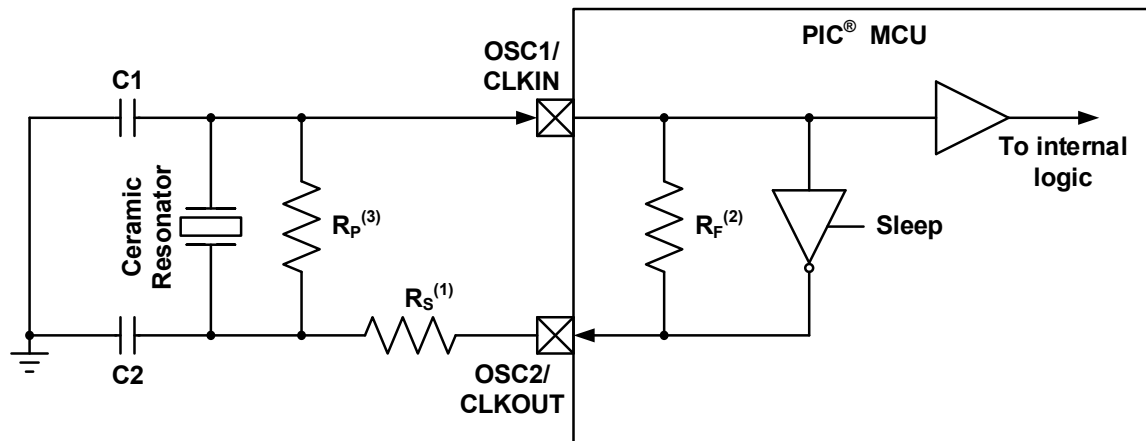 PIC® MCU
OSC1/
CLKIN
C1
To internal
logic
Ceramic
Resonator
RP(3)
RF(2)
Sleep
RS(1)
C2
OSC2/
CLKOUT